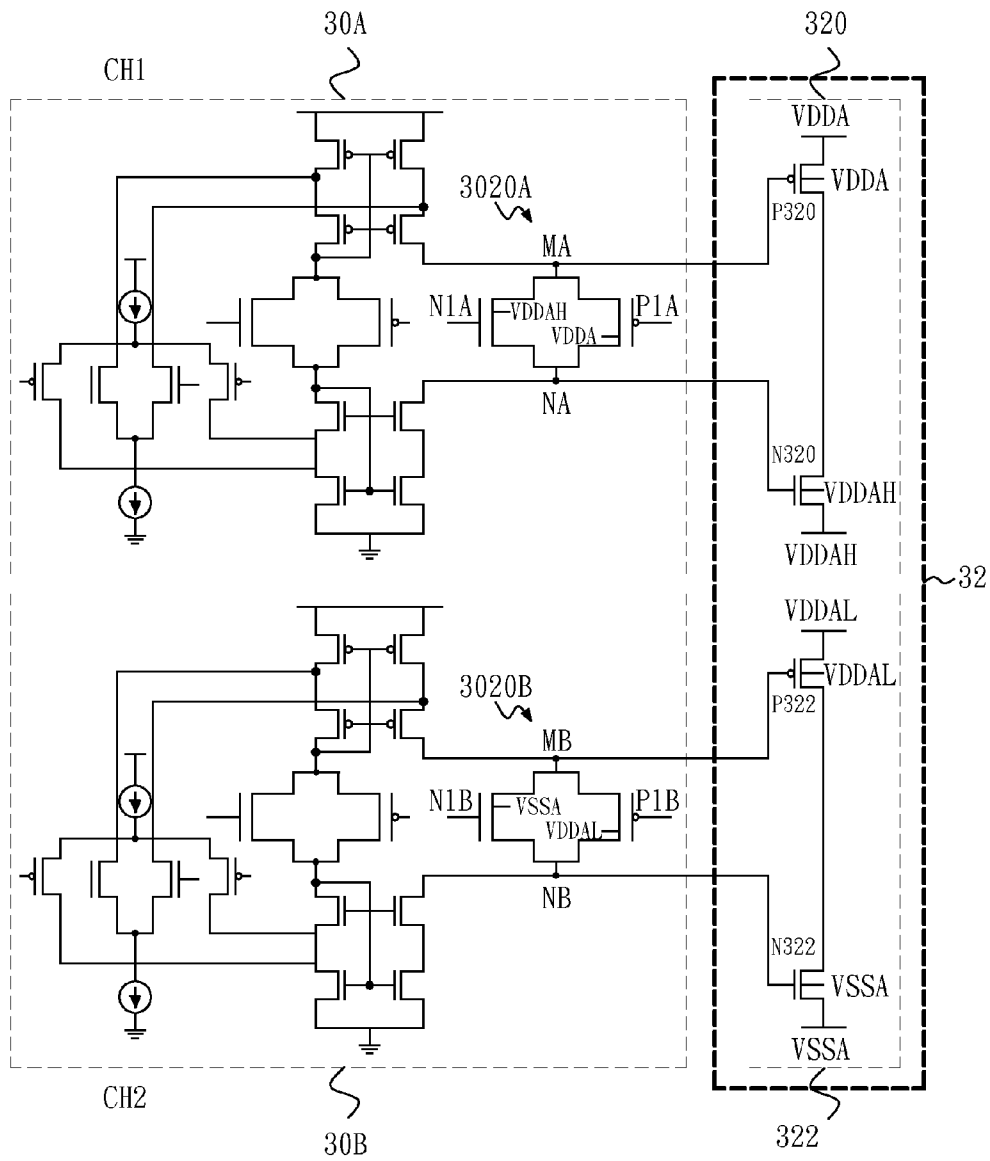 30A
320
CH1
VDDA
VDDA
P320
3020A
MA
N1A
VDDAH
VDDA
P1A
NA
N320
VDDAH
VDDAH
32
VDDAL
VDDAL
P322
3020B
MB
N1B
VSSA
VDDAL
P1B
NB
N322
VSSA
VSSA
CH2
30B
322